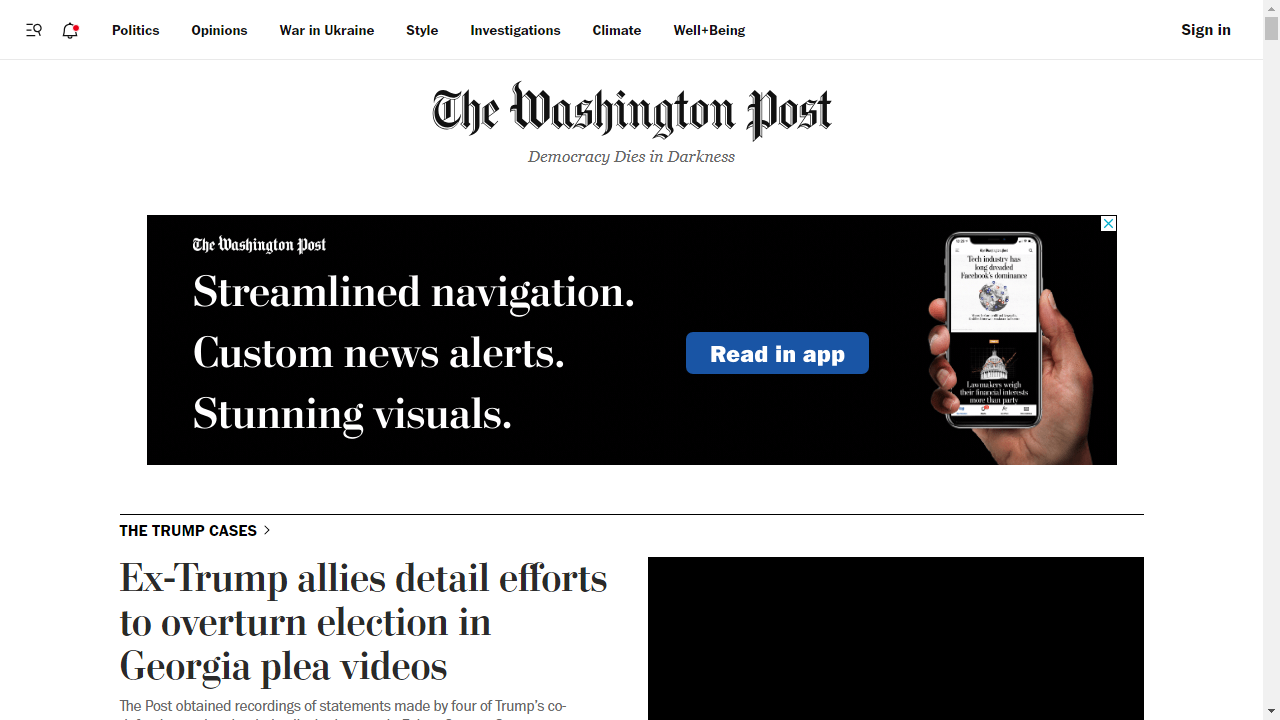 Politics Opinions War in Ukraine Style Investigations Climate Well+Being Sign in
The Washington Post
Democracy Dies in Darkness
The Washington Post
Streamlined navigation.
Custom news alerts.
Stunning visuals.
Read in app
Tech industry has
long dreaded
Facebook's dominance
Lawmakers weigh
their financial interests
more than party
THE TRUMP CASES
Ex-Trump allies detail efforts
to overturn election in
Georgia plea videos
The Post obtained recordings of statements made by four of Trump’s co-